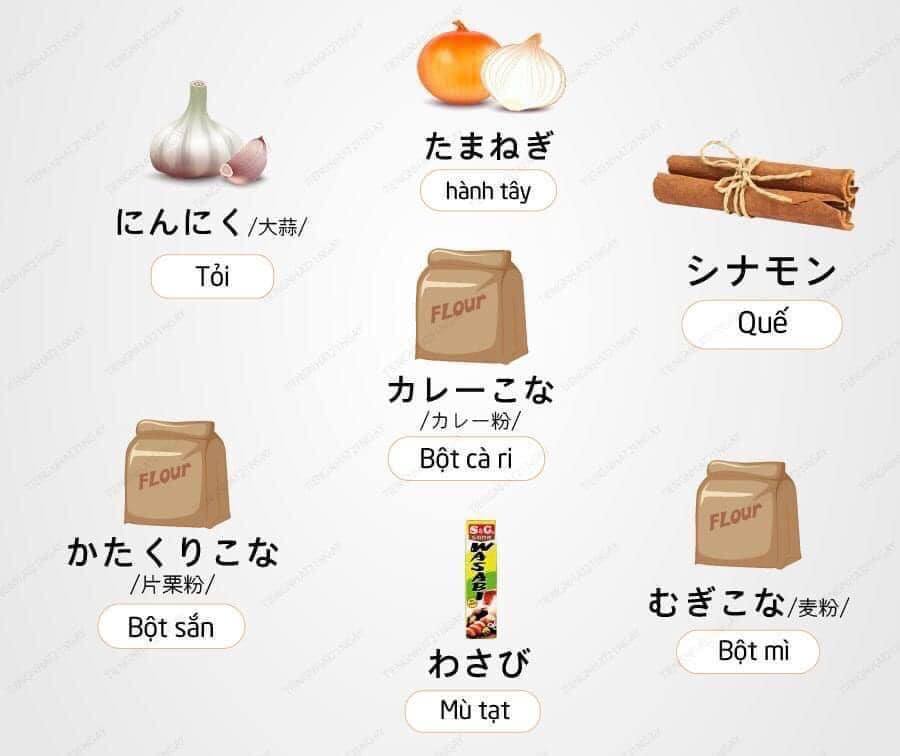 たまねぎ
hành tây
にんにく/大蒜/
Tỏi
シナモン
Quế
FLour
カレーこな
/カレー粉/
Bột cà ri
FLour
かたくりこな
/片栗粉/
Bột sắn
S&B
WASABI
わさび
Mù tạt
FLour
むぎこな/麦粉/
Bột mì